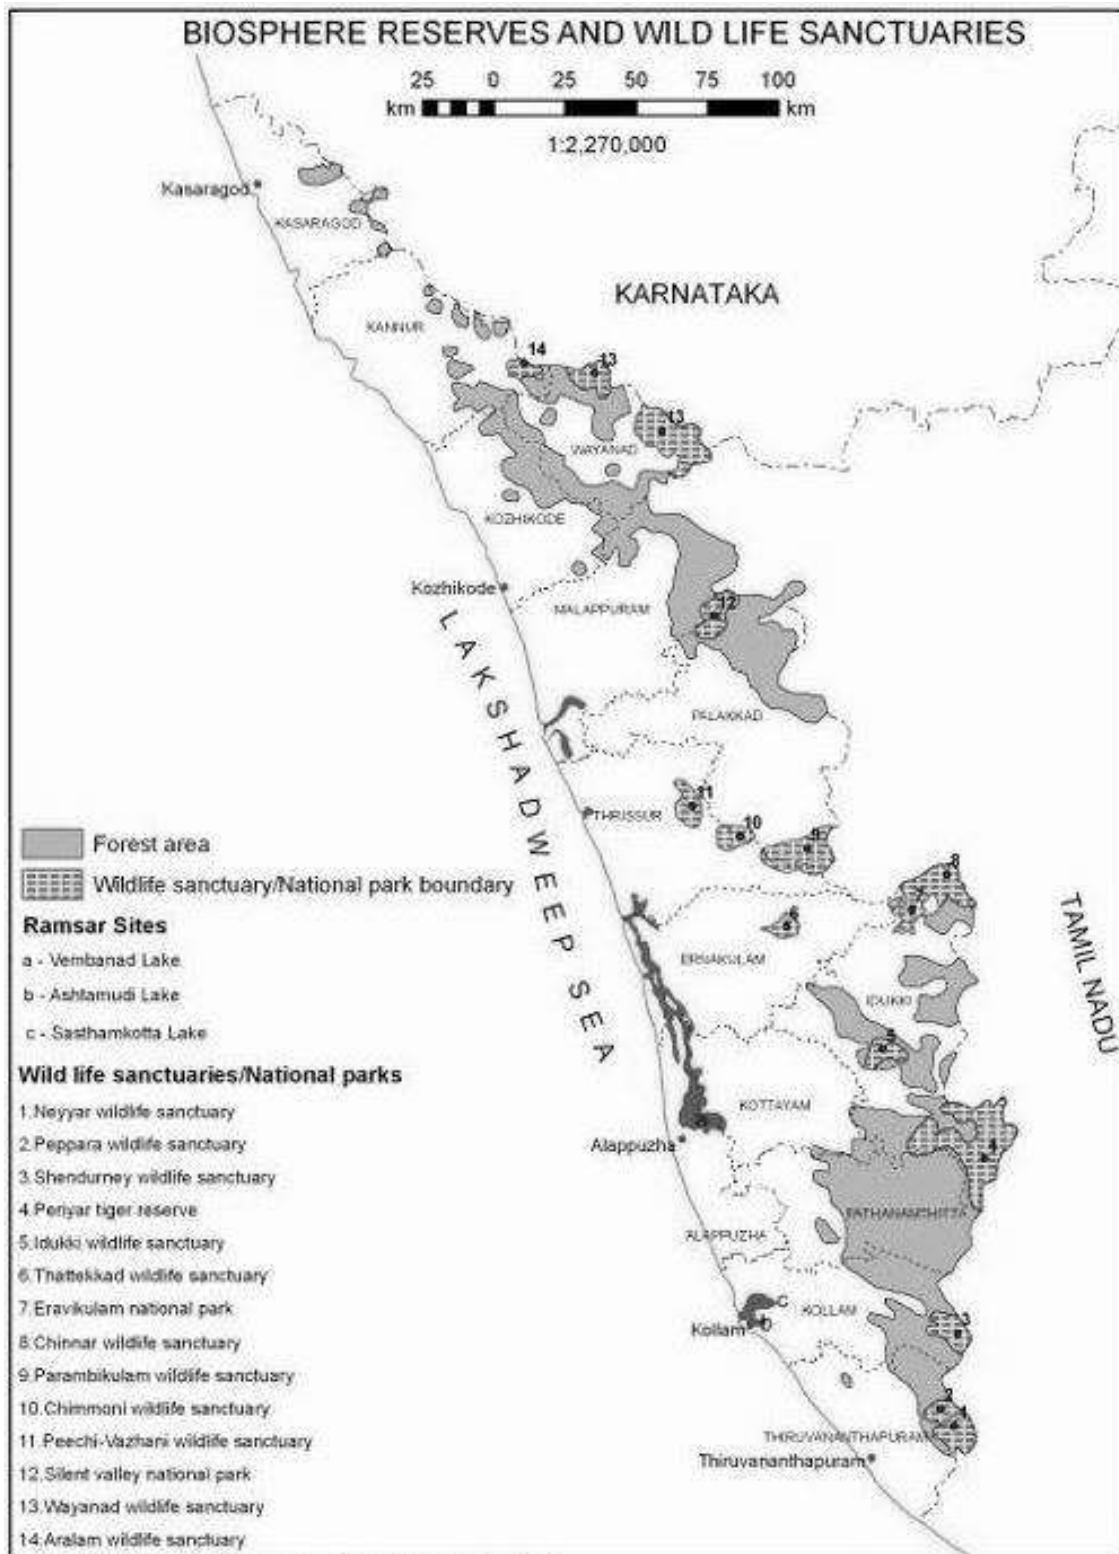 BIOSPHERE RESERVES AND WILD LIFE SANCTUARIES
25 0 25 50 75 100
km km
1:2,270,000
Kasaragod
KASARAGOD
KARNATAKA
KANNUR
14
13
13
WAYANAD
KOZHIKODE
Kozhikode
MALAPPURAM
12
LAKSHADWEEP SEA
PALAKKAD
11
THRISSUR
10
9
8
7
6
ERNAKULAM
IDUKKI
TAMIL NADU
5
KOTTAYAM
Alappuzha
4
PATHANAMTHITTA
ALAPPUZHA
C
KOLLAM
3
Kollam
b
2
1
THIRUVANANTHAPURAM
Thiruvananthapuram
Forest area
Wildlife sanctuary/National park boundary
Ramsar Sites
a - Vembanad Lake
b - Ashtamudi Lake
c - Sasthamkotta Lake
Wild life sanctuaries/National parks
1.Neyyar wildlife sanctuary
2.Peppara wildlife sanctuary
3.Shendurney wildlife sanctuary
4.Periyar tiger reserve
5.Idukki wildlife sanctuary
6.Thattekkad wildlife sanctuary
7.Eravikulam national park
8.Chinnar wildlife sanctuary
9.Parambikulam wildlife sanctuary
10.Chimmoni wildlife sanctuary
11.Peechi-Vazhani wildlife sanctuary
12.Silent valley national park
13.Wayanad wildlife sanctuary
14.Aralam wildlife sanctuary